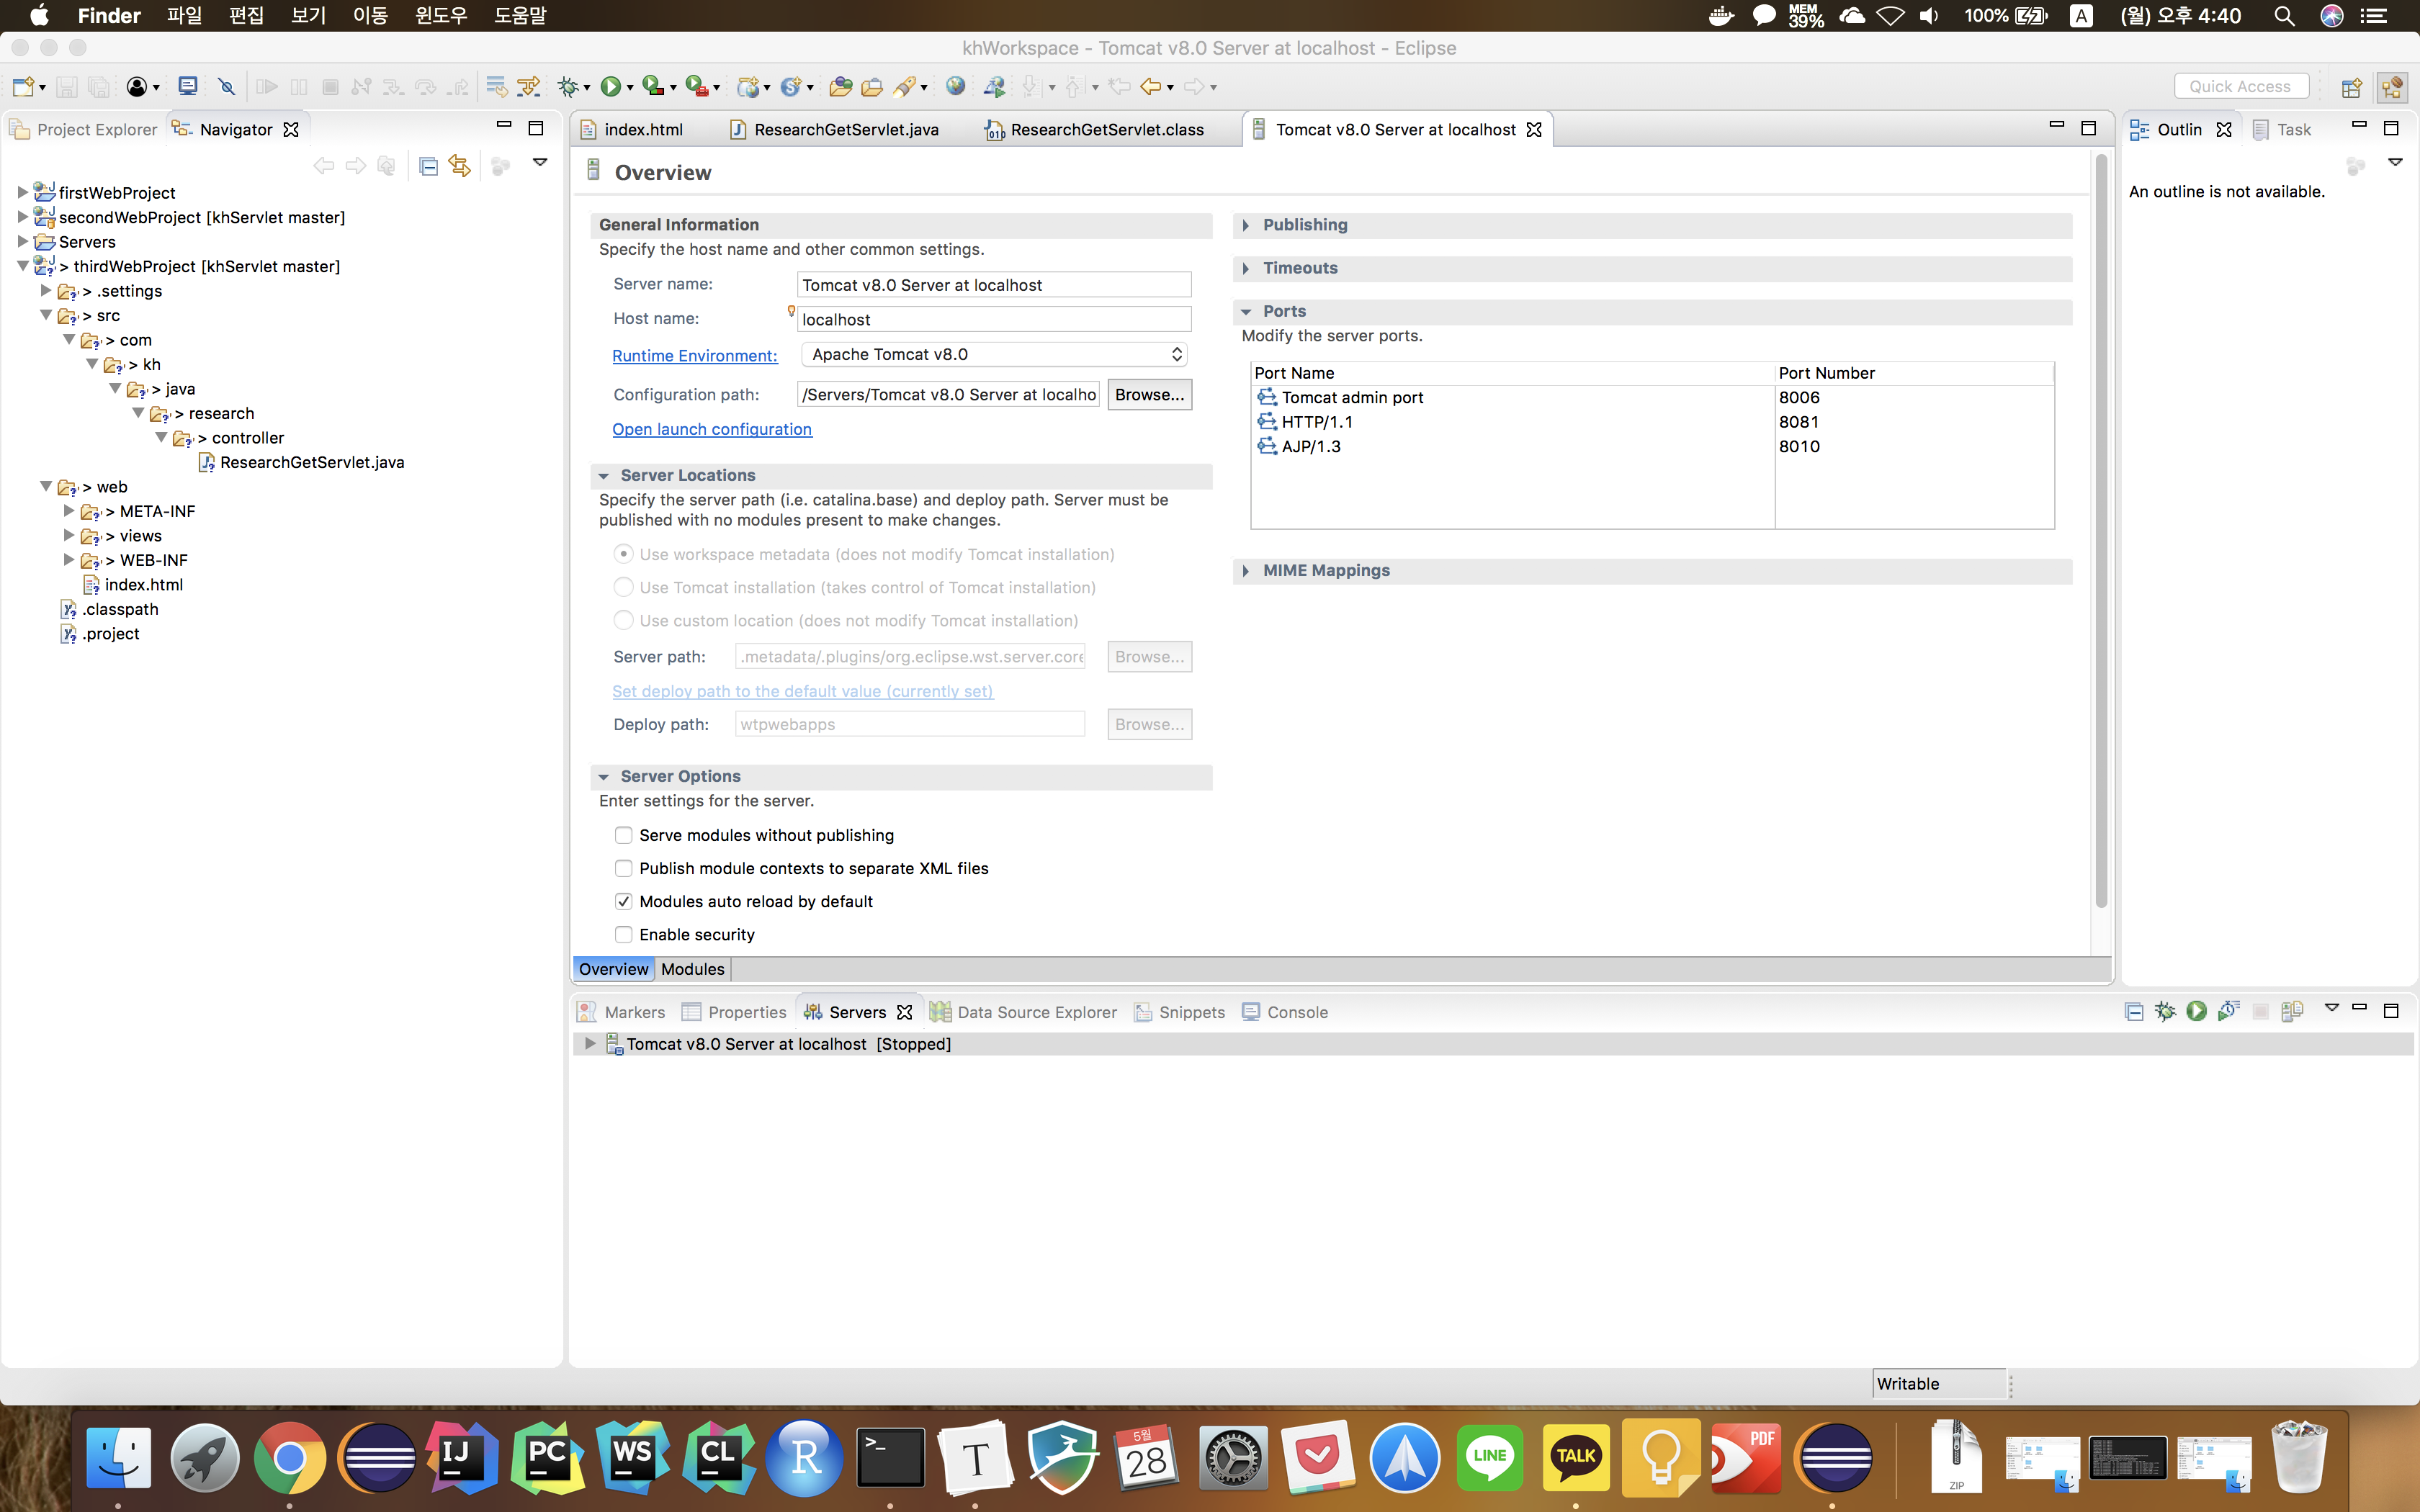 Finder 파일 편집 보기 이동 윈도우 도움말 MEM 39% 100% A (월) 오후 4:40
khWorkspace - Tomcat v8.0 Server at localhost - Eclipse
Quick Access
Project Explorer Navigator
index.html ResearchGetServlet.java ResearchGetServlet.class Tomcat v8.0 Server at localhost
Outlin Task
An outline is not available.
firstWebProject
secondWebProject [khServlet master]
Servers
> thirdWebProject [khServlet master]
> .settings
> src
> com
> kh
> java
> research
> controller
ResearchGetServlet.java
> web
> META-INF
> views
> WEB-INF
index.html
.classpath
.project
Overview
General Information
Specify the host name and other common settings.
Server name: Tomcat v8.0 Server at localhost
Host name: localhost
Runtime Environment: Apache Tomcat v8.0
Configuration path: /Servers/Tomcat v8.0 Server at localho Browse...
Open launch configuration
Server Locations
Specify the server path (i.e. catalina.base) and deploy path. Server must be
published with no modules present to make changes.
Use workspace metadata (does not modify Tomcat installation)
Use Tomcat installation (takes control of Tomcat installation)
Use custom location (does not modify Tomcat installation)
Server path: .metadata/.plugins/org.eclipse.wst.server.core Browse...
Set deploy path to the default value (currently set)
Deploy path: wtpwebapps Browse...
Server Options
Enter settings for the server.
Serve modules without publishing
Publish module contexts to separate XML files
Modules auto reload by default
Enable security
Publishing
Timeouts
Ports
Modify the server ports.
Port Name Port Number
Tomcat admin port 8006
HTTP/1.1 8081
AJP/1.3 8010
MIME Mappings
Overview Modules
Markers Properties Servers Data Source Explorer Snippets Console
Tomcat v8.0 Server at localhost [Stopped]
Writable
IJ PC WS CL R >_ T 5월 28 LINE TALK PDF ZIP